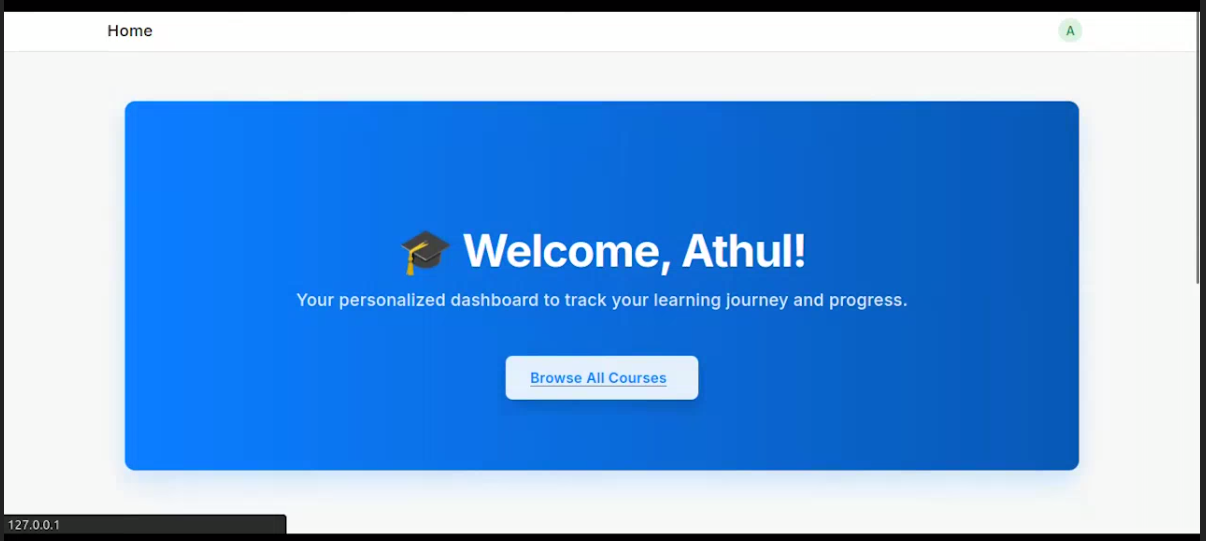 Home
A
Welcome, Athul!
Your personalized dashboard to track your learning journey and progress.
Browse All Courses
127.0.0.1